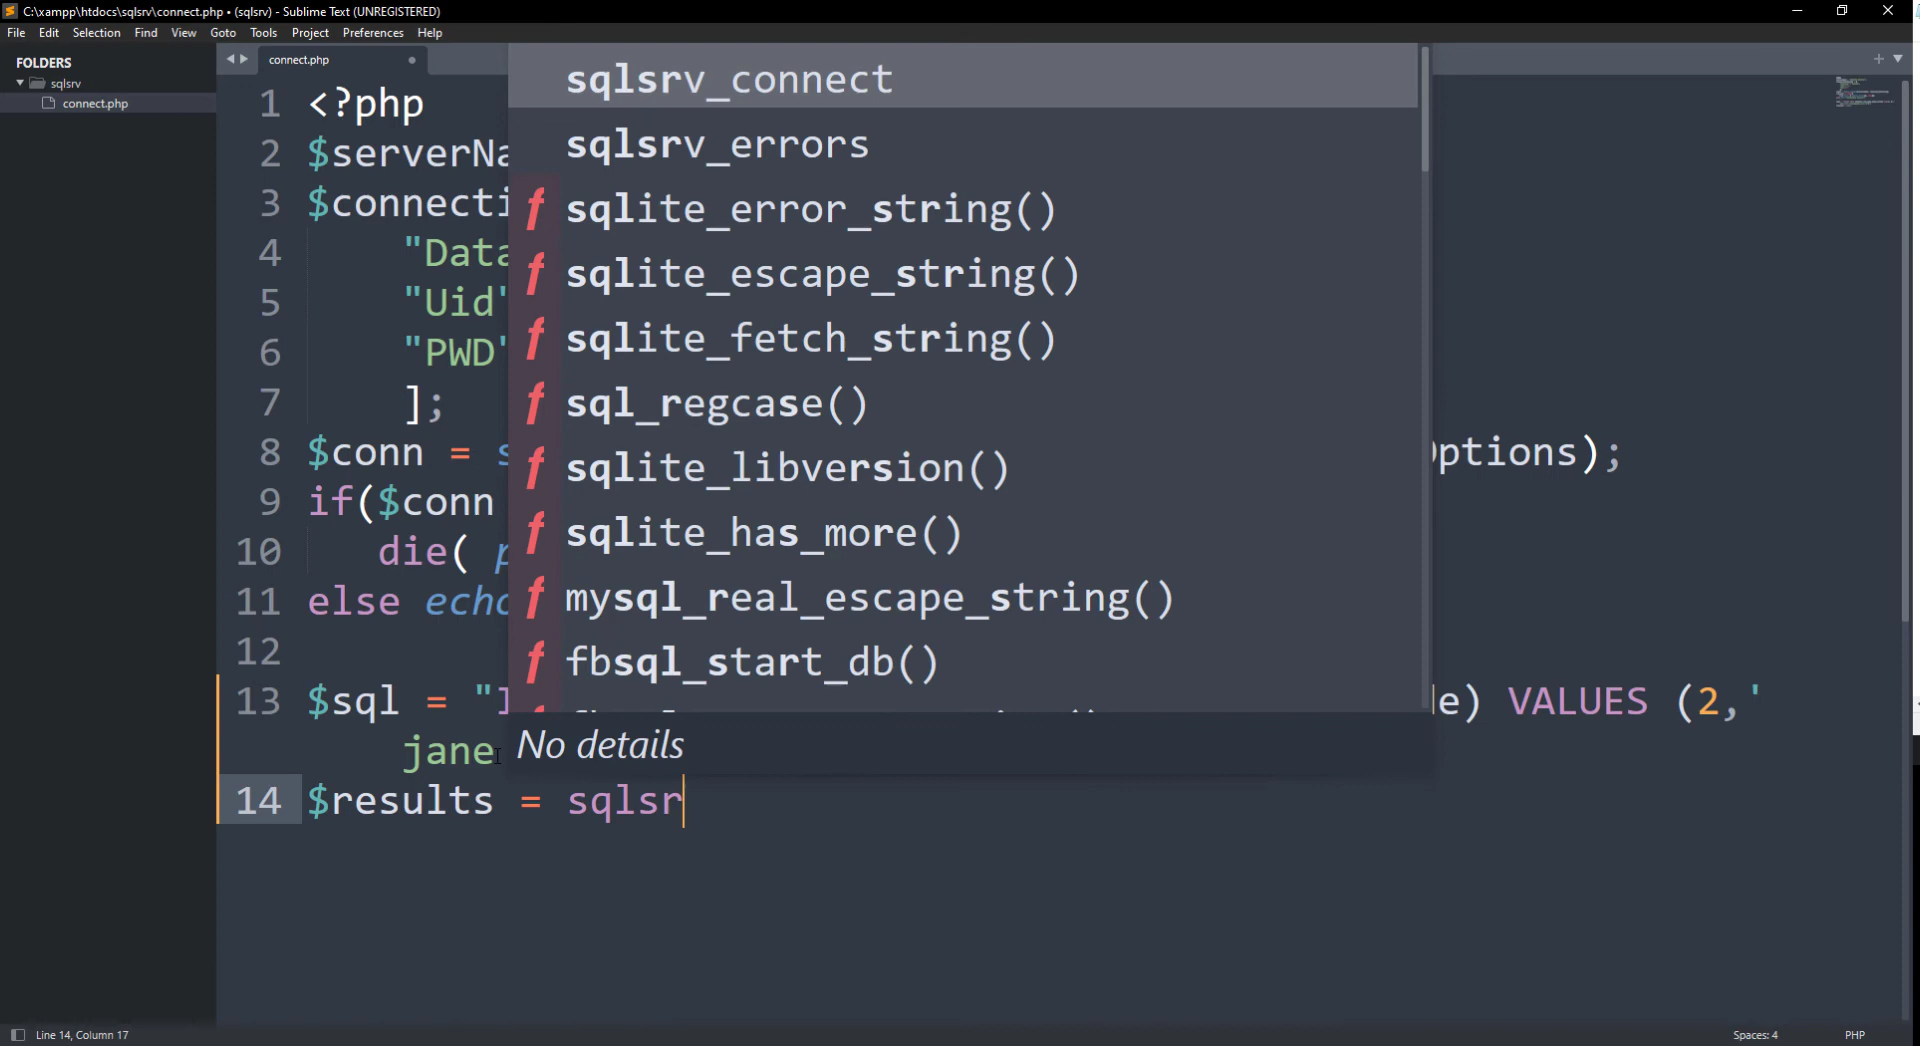 C:\xampp\htdocs\sqlsrv\connect.php • (sqlsrv) - Sublime Text (UNREGISTERED)
File Edit Selection Find View Goto Tools Project Preferences Help
FOLDERS
sqlsrv
connect.php
connect.php
1 <?php
2 $serverNa
3 $connecti
4 "Data
5 "Uid"
6 "PWD"
7 ];
8 $conn = s ptions);
9 if($conn
10 die( p
11 else echo
12
13 $sql = "I e) VALUES (2,'
jane
14 $results = sqlsr
sqlsrv_connect
sqlsrv_errors
f sqlite_error_string()
f sqlite_escape_string()
f sqlite_fetch_string()
f sql_regcase()
f sqlite_libversion()
f sqlite_has_more()
f mysql_real_escape_string()
f fbsql_start_db()
No details
Line 14, Column 17
Spaces: 4
PHP